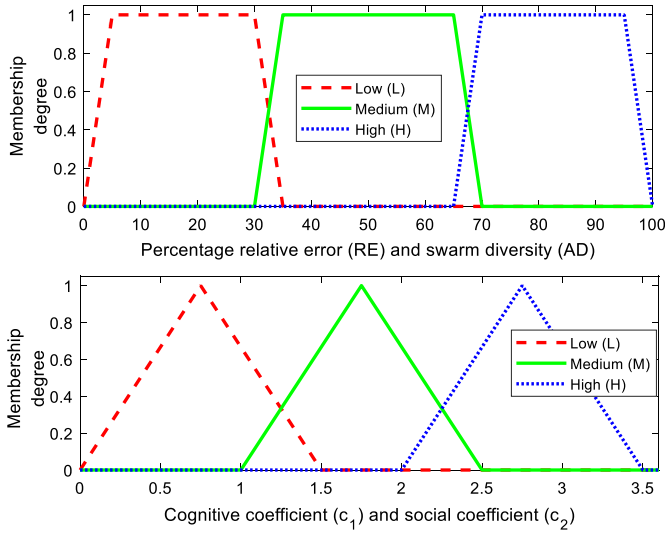 Membership
degree
1
0.8
0.6
0.4
0.2
0
Low (L)
Medium (M)
High (H)
0 10 20 30 40 50 60 70 80 90 100
Percentage relative error (RE) and swarm diversity (AD)
Membership
degree
1
0.8
0.6
0.4
0.2
0
Low (L)
Medium (M)
High (H)
0 0.5 1 1.5 2 2.5 3 3.5
Cognitive coefficient (c1) and social coefficient (c2)